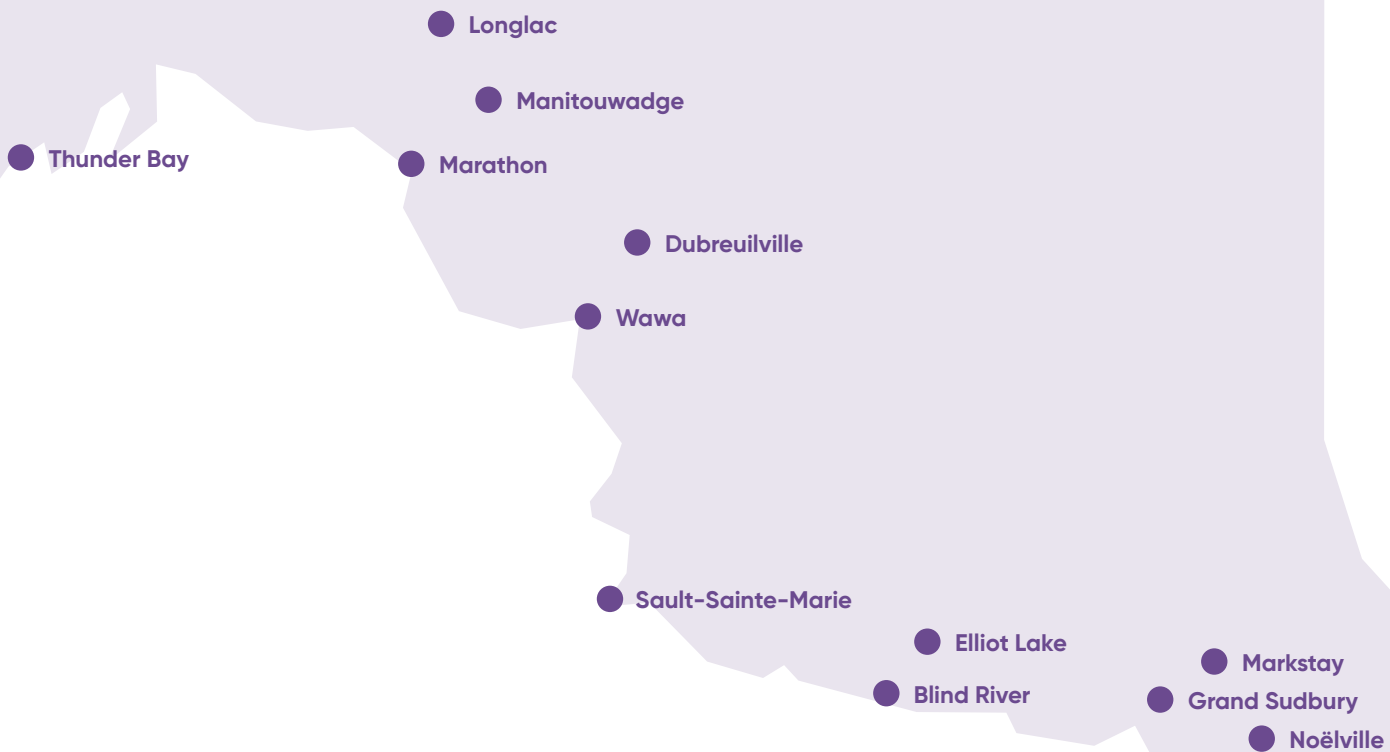 Longlac
Manitouwadge
Thunder Bay
Marathon
Dubreuilville
Wawa
Sault-Sainte-Marie
Elliot Lake
Markstay
Blind River
Grand Sudbury
Noëlville